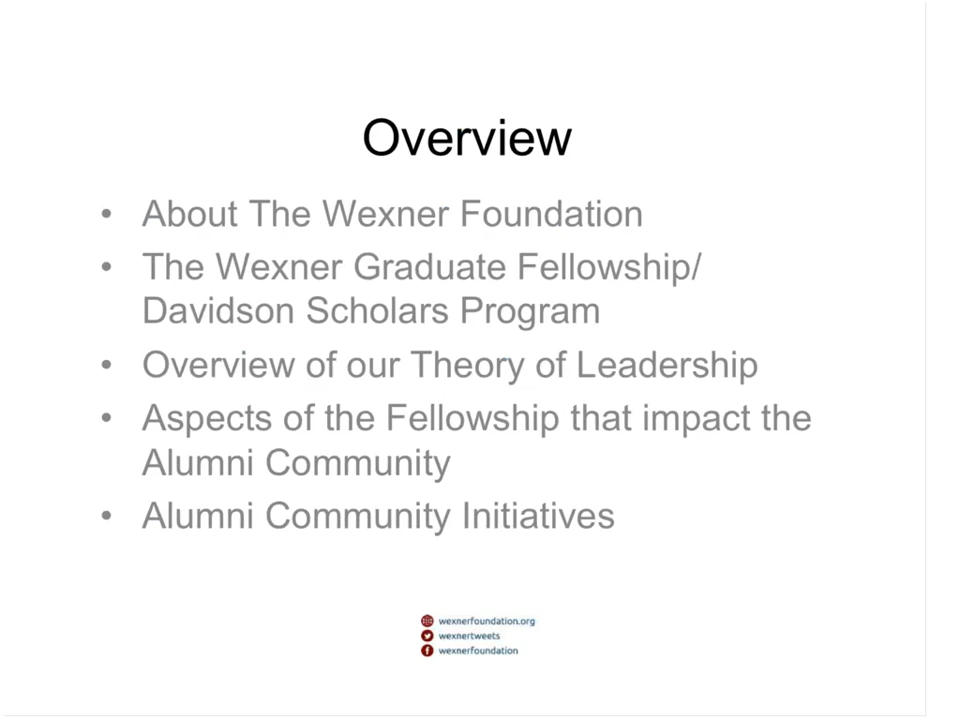 Overview
• About The Wexner Foundation
• The Wexner Graduate Fellowship/
Davidson Scholars Program
• Overview of our Theory of Leadership
• Aspects of the Fellowship that impact the
Alumni Community
• Alumni Community Initiatives
wexnerfoundation.org
wexnertweets
wexnerfoundation